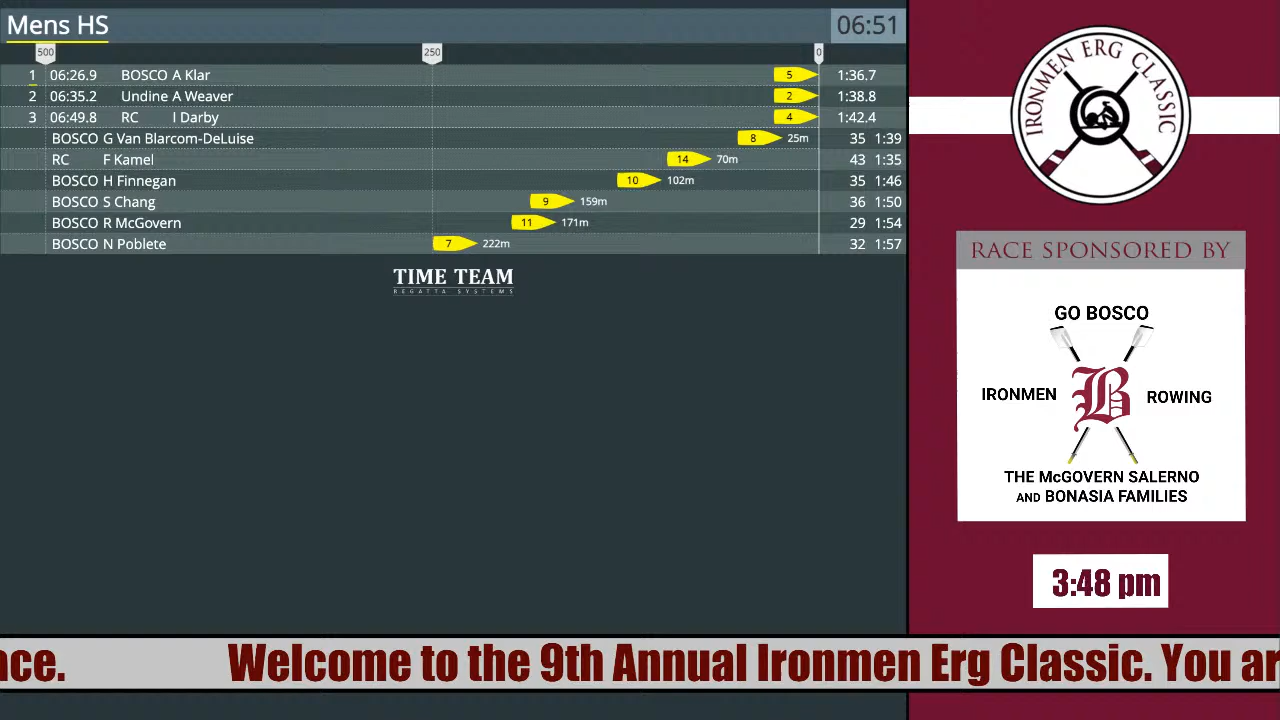 Mens HS 06:51
500 250 0
1 06:26.9 BOSCO A Klar 5 1:36.7
2 06:35.2 Undine A Weaver 2 1:38.8
3 06:49.8 RC I Darby 4 1:42.4
BOSCO G Van Blarcom-DeLuise 8 25m 35 1:39
RC F Kamel 14 70m 43 1:35
BOSCO H Finnegan 10 102m 35 1:46
BOSCO S Chang 9 159m 36 1:50
BOSCO R McGovern 11 171m 29 1:54
BOSCO N Poblete 7 222m 32 1:57
TIME TEAM
REGATTA SYSTEMS
IRONMEN ERG CLASSIC
RACE SPONSORED BY
GO BOSCO
IRONMEN B ROWING
THE McGOVERN SALERNO
AND BONASIA FAMILIES
3:48 pm
ace. Welcome to the 9th Annual Ironmen Erg Classic. You ar